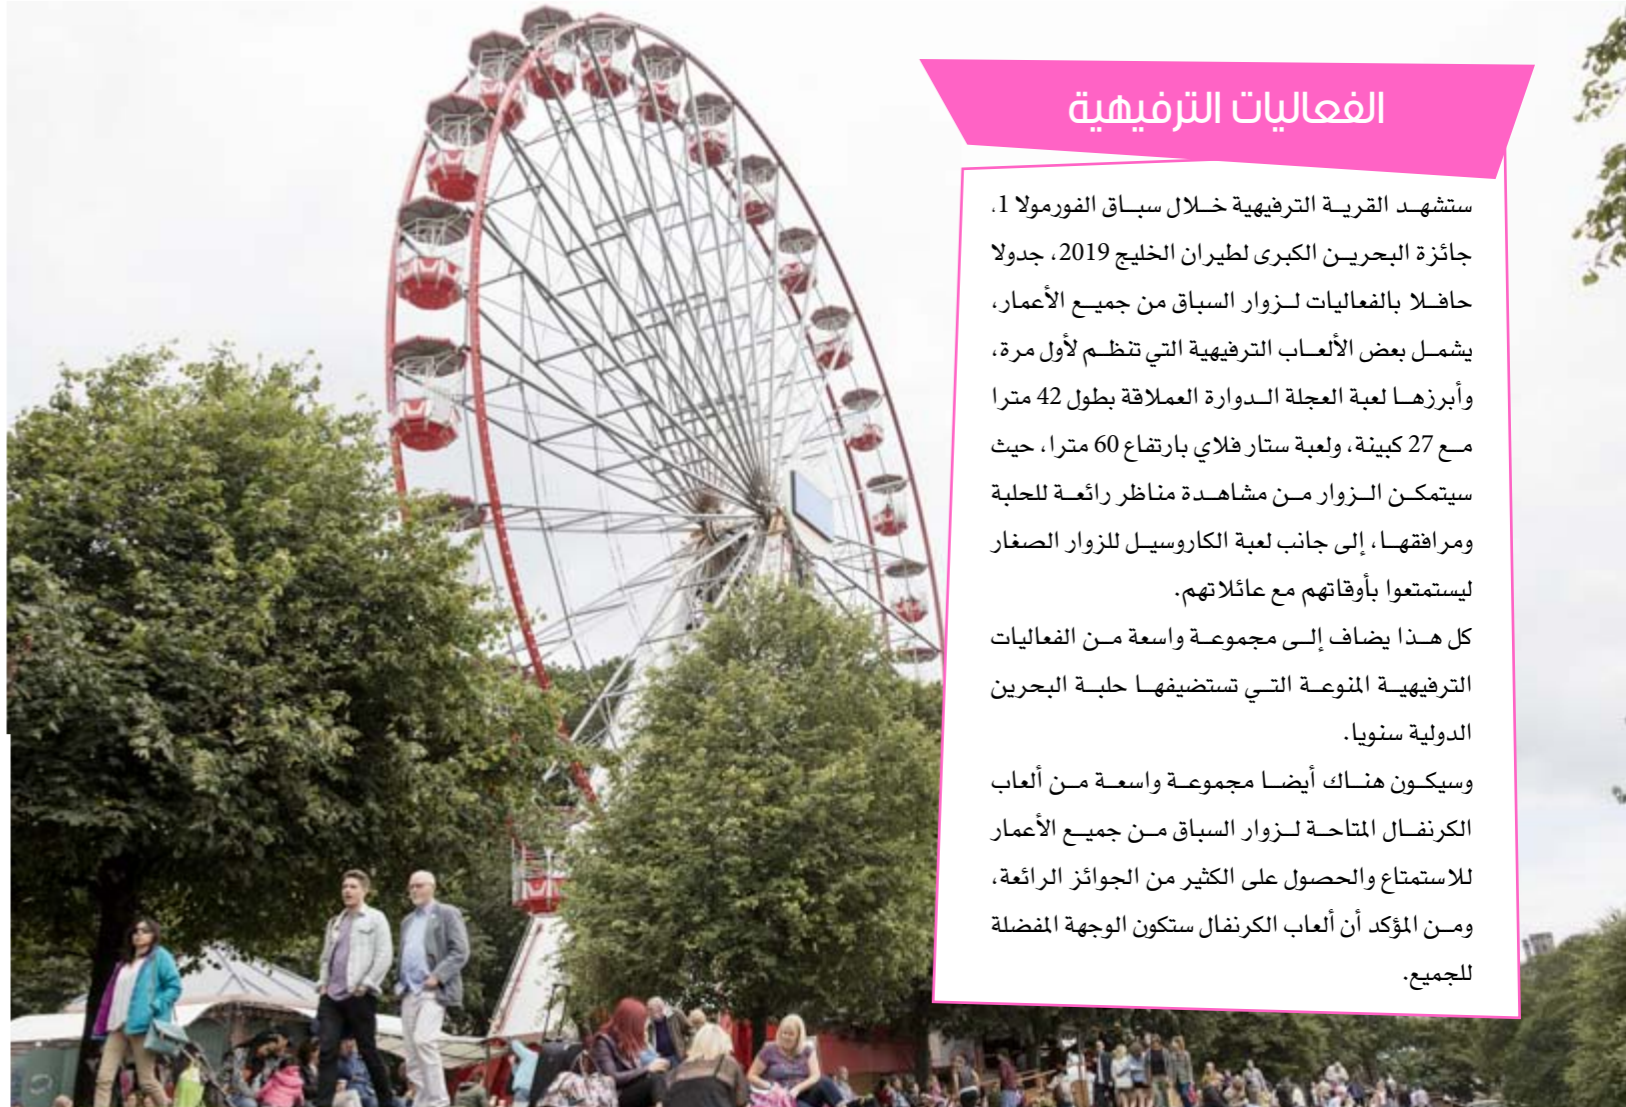 الفعاليات الترفيهية
ستشهد القرية الترفيهية خلال سباق الفورمولا 1،
جائزة البحرين الكبرى لطيران الخليج 2019، جدولا
حافلا بالفعاليات لزوار السباق من جميع الأعمار،
يشمل بعض الألعاب الترفيهية التي تنظم لأول مرة،
وأبرزها لعبة العجلة الدوارة العملاقة بطول 42 مترا
مع 27 كبينة، ولعبة ستار فلاي بارتفاع 60 مترا، حيث
سيتمكن الزوار من مشاهدة مناظر رائعة للحلبة
ومرافقها، إلى جانب لعبة الكاروسيل للزوار الصغار
ليستمتعوا بأوقاتهم مع عائلاتهم.
كل هذا يضاف إلى مجموعة واسعة من الفعاليات
الترفيهية المنوعة التي تستضيفها حلبة البحرين
الدولية سنويا.
وسيكون هناك أيضا مجموعة واسعة من ألعاب
الكرنفال المتاحة لزوار السباق من جميع الأعمار
للاستمتاع والحصول على الكثير من الجوائز الرائعة،
ومن المؤكد أن ألعاب الكرنفال ستكون الوجهة المفضلة
للجميع.